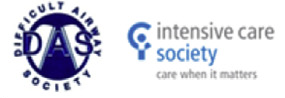 DIFFICULT AIRWAY
DAS
SOCIETY
intensive care
society
care when it matters